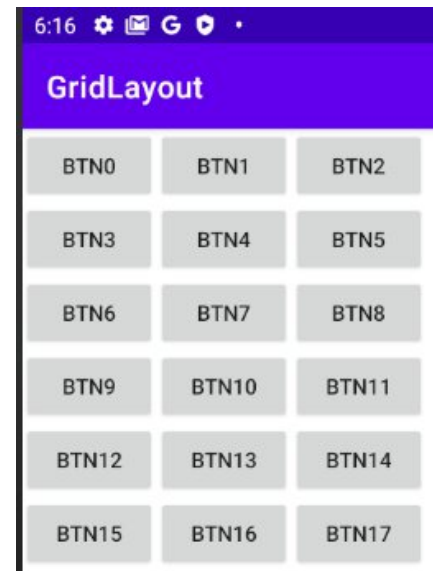 6:16 G
GridLayout
BTN0 BTN1 BTN2
BTN3 BTN4 BTN5
BTN6 BTN7 BTN8
BTN9 BTN10 BTN11
BTN12 BTN13 BTN14
BTN15 BTN16 BTN17